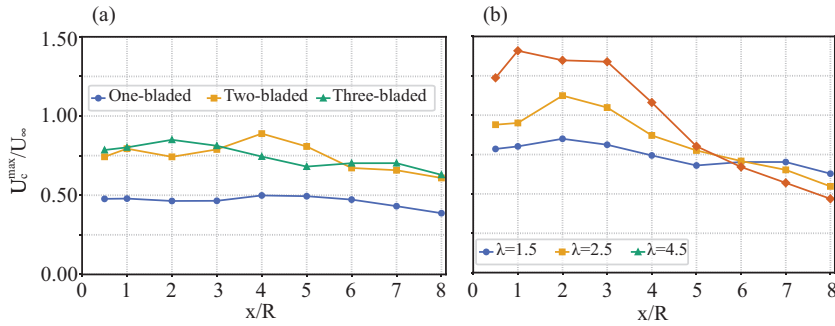 (a)
(b)
1.50
1.00
0.50
0.00
U_c^max/U_∞
One-bladed Two-bladed Three-bladed
λ=1.5 λ=2.5 λ=4.5
0 1 2 3 4 5 6 7 8
0 1 2 3 4 5 6 7 8
x/R
x/R